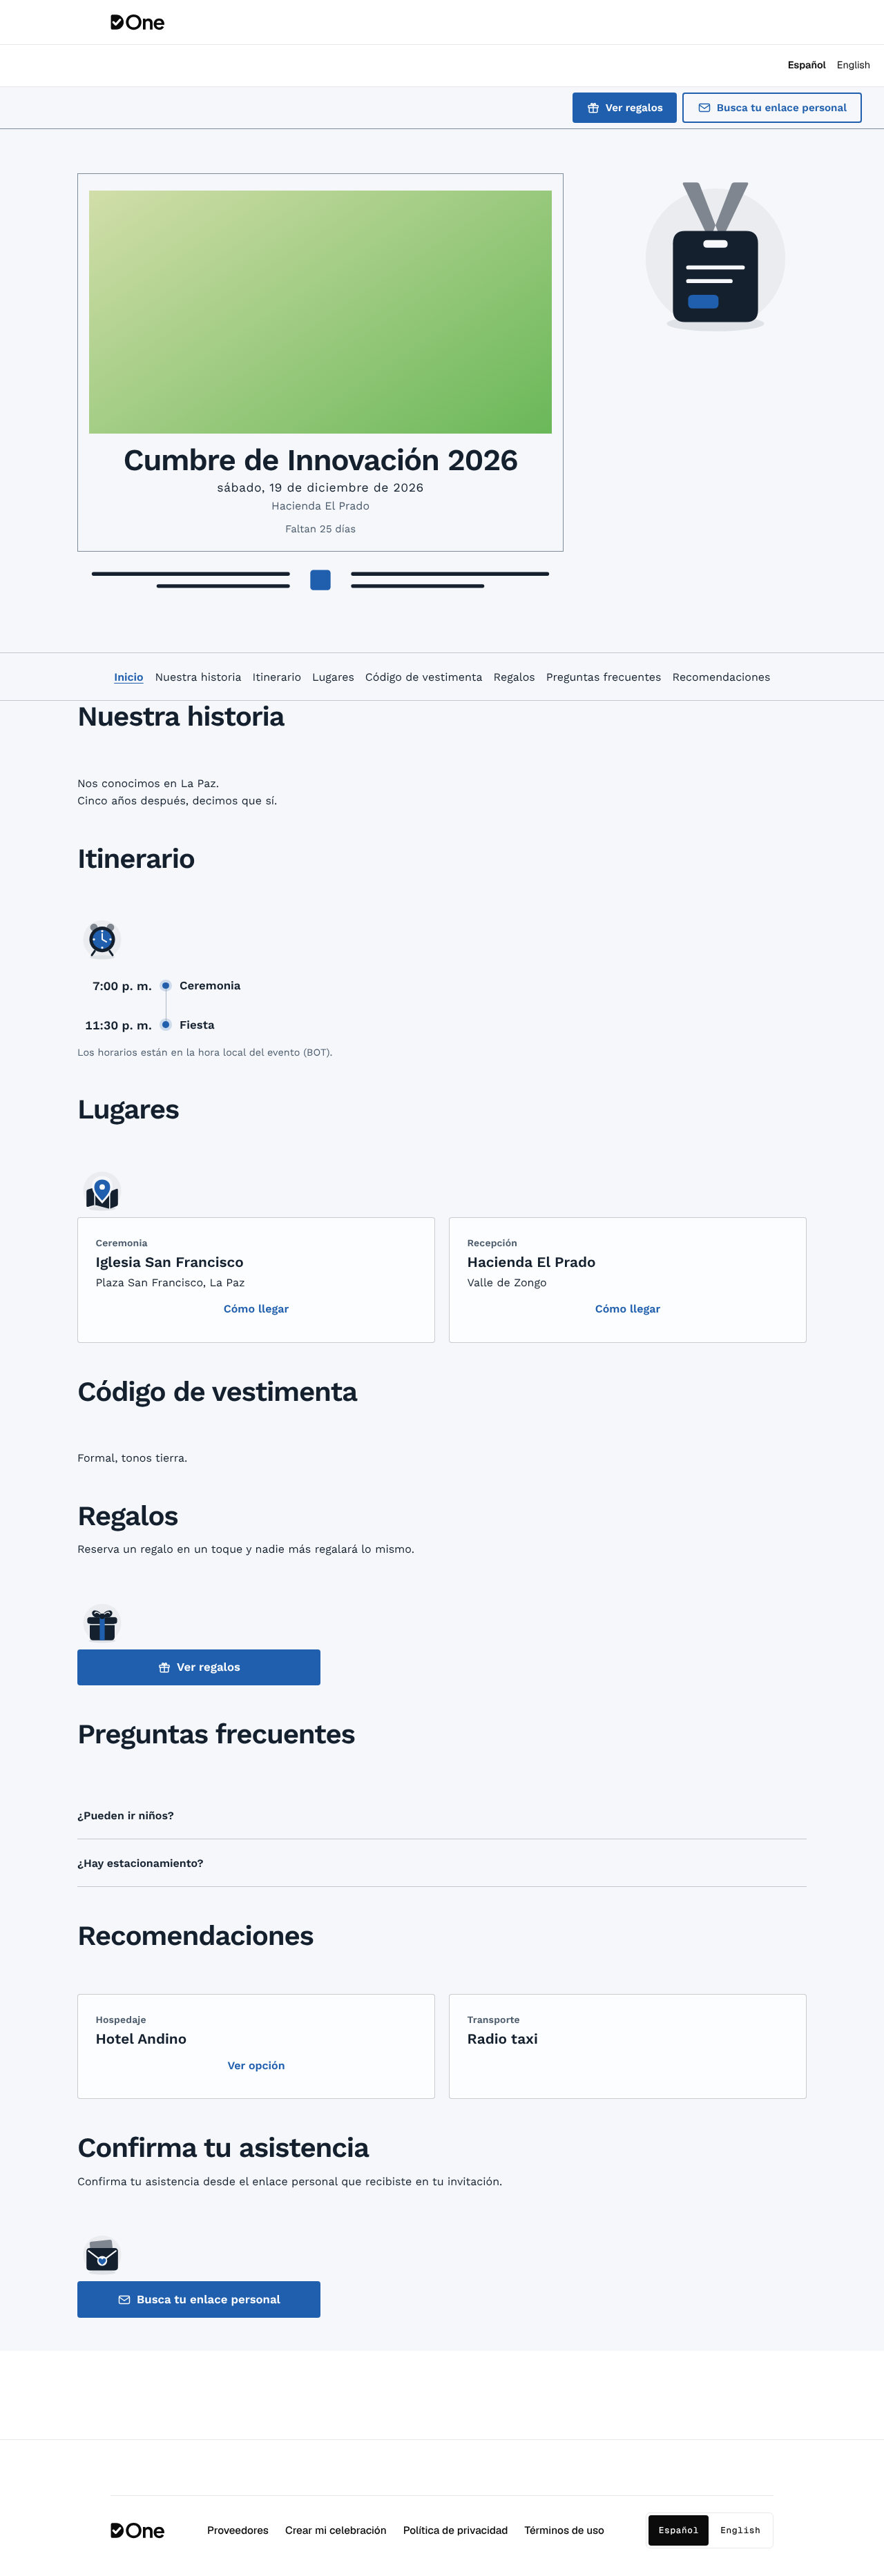 One
Español English
Ver regalos Busca tu enlace personal
Cumbre de Innovación 2026
sábado, 19 de diciembre de 2026
Hacienda El Prado
Faltan 25 días
Inicio Nuestra historia Itinerario Lugares Código de vestimenta Regalos Preguntas frecuentes Recomendaciones
Nuestra historia
Nos conocimos en La Paz.
Cinco años después, decimos que sí.
Itinerario
7:00 p. m. Ceremonia
11:30 p. m. Fiesta
Los horarios están en la hora local del evento (BOT).
Lugares
Ceremonia
Iglesia San Francisco
Plaza San Francisco, La Paz
Cómo llegar
Recepción
Hacienda El Prado
Valle de Zongo
Cómo llegar
Código de vestimenta
Formal, tonos tierra.
Regalos
Reserva un regalo en un toque y nadie más regalará lo mismo.
Ver regalos
Preguntas frecuentes
¿Pueden ir niños?
¿Hay estacionamiento?
Recomendaciones
Hospedaje
Hotel Andino
Ver opción
Transporte
Radio taxi
Confirma tu asistencia
Confirma tu asistencia desde el enlace personal que recibiste en tu invitación.
Busca tu enlace personal
One Proveedores Crear mi celebración Política de privacidad Términos de uso Español English